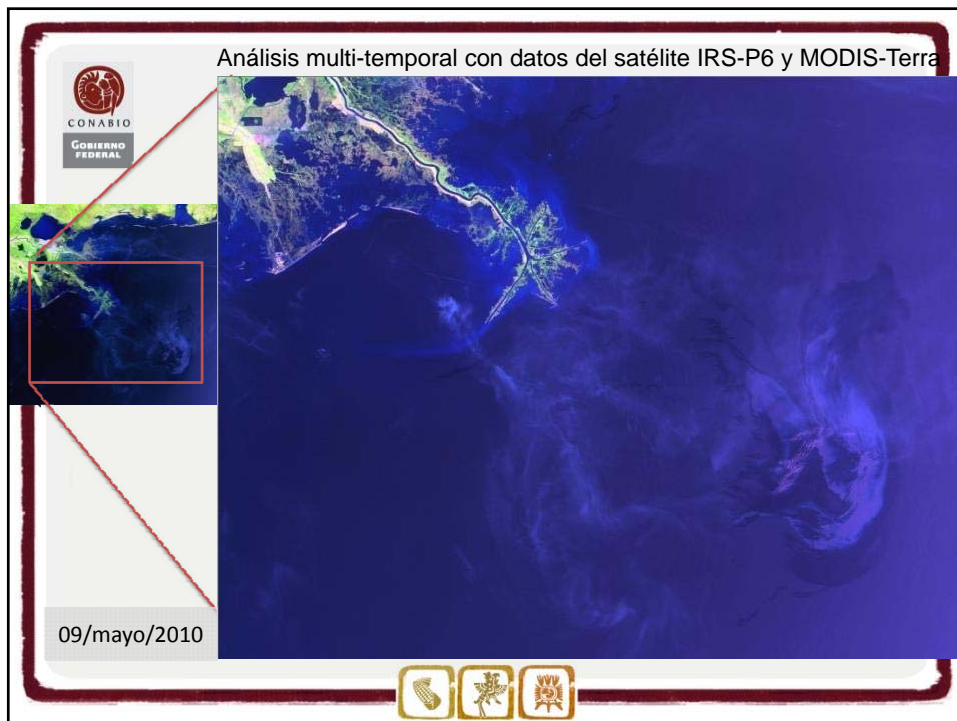 Análisis multi-temporal con datos del satélite IRS-P6 y MODIS-Terra
CONABIO
GOBIERNO
FEDERAL
09/mayo/2010